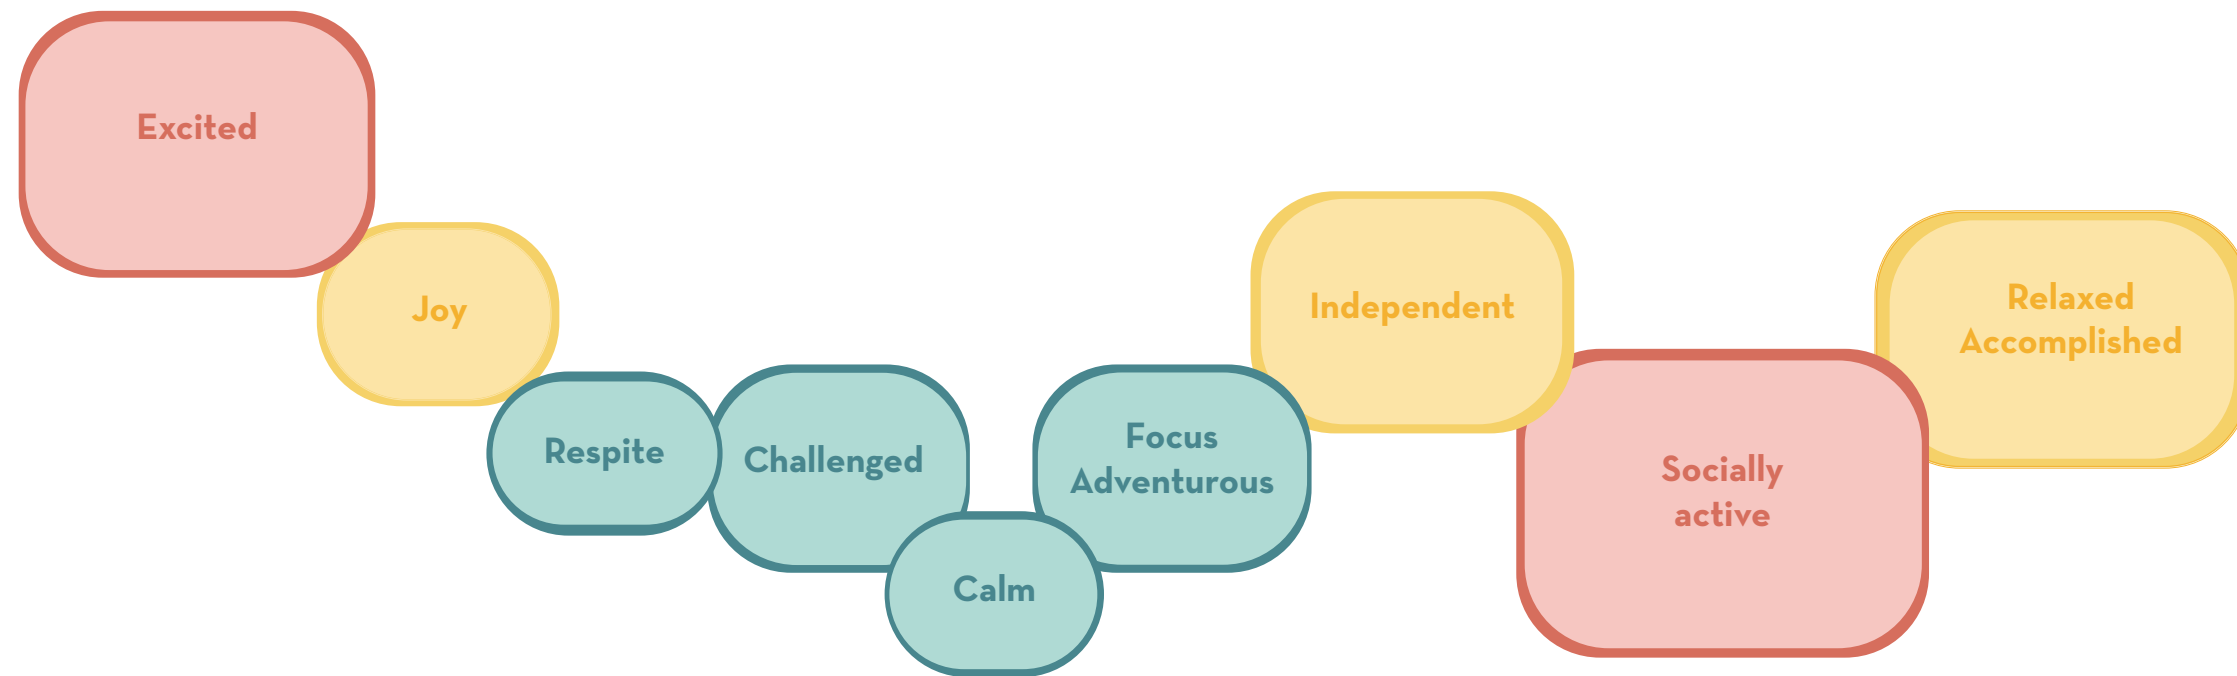 Excited
Joy
Respite
Challenged
Calm
Focus
Adventurous
Independent
Socially
active
Relaxed
Accomplished